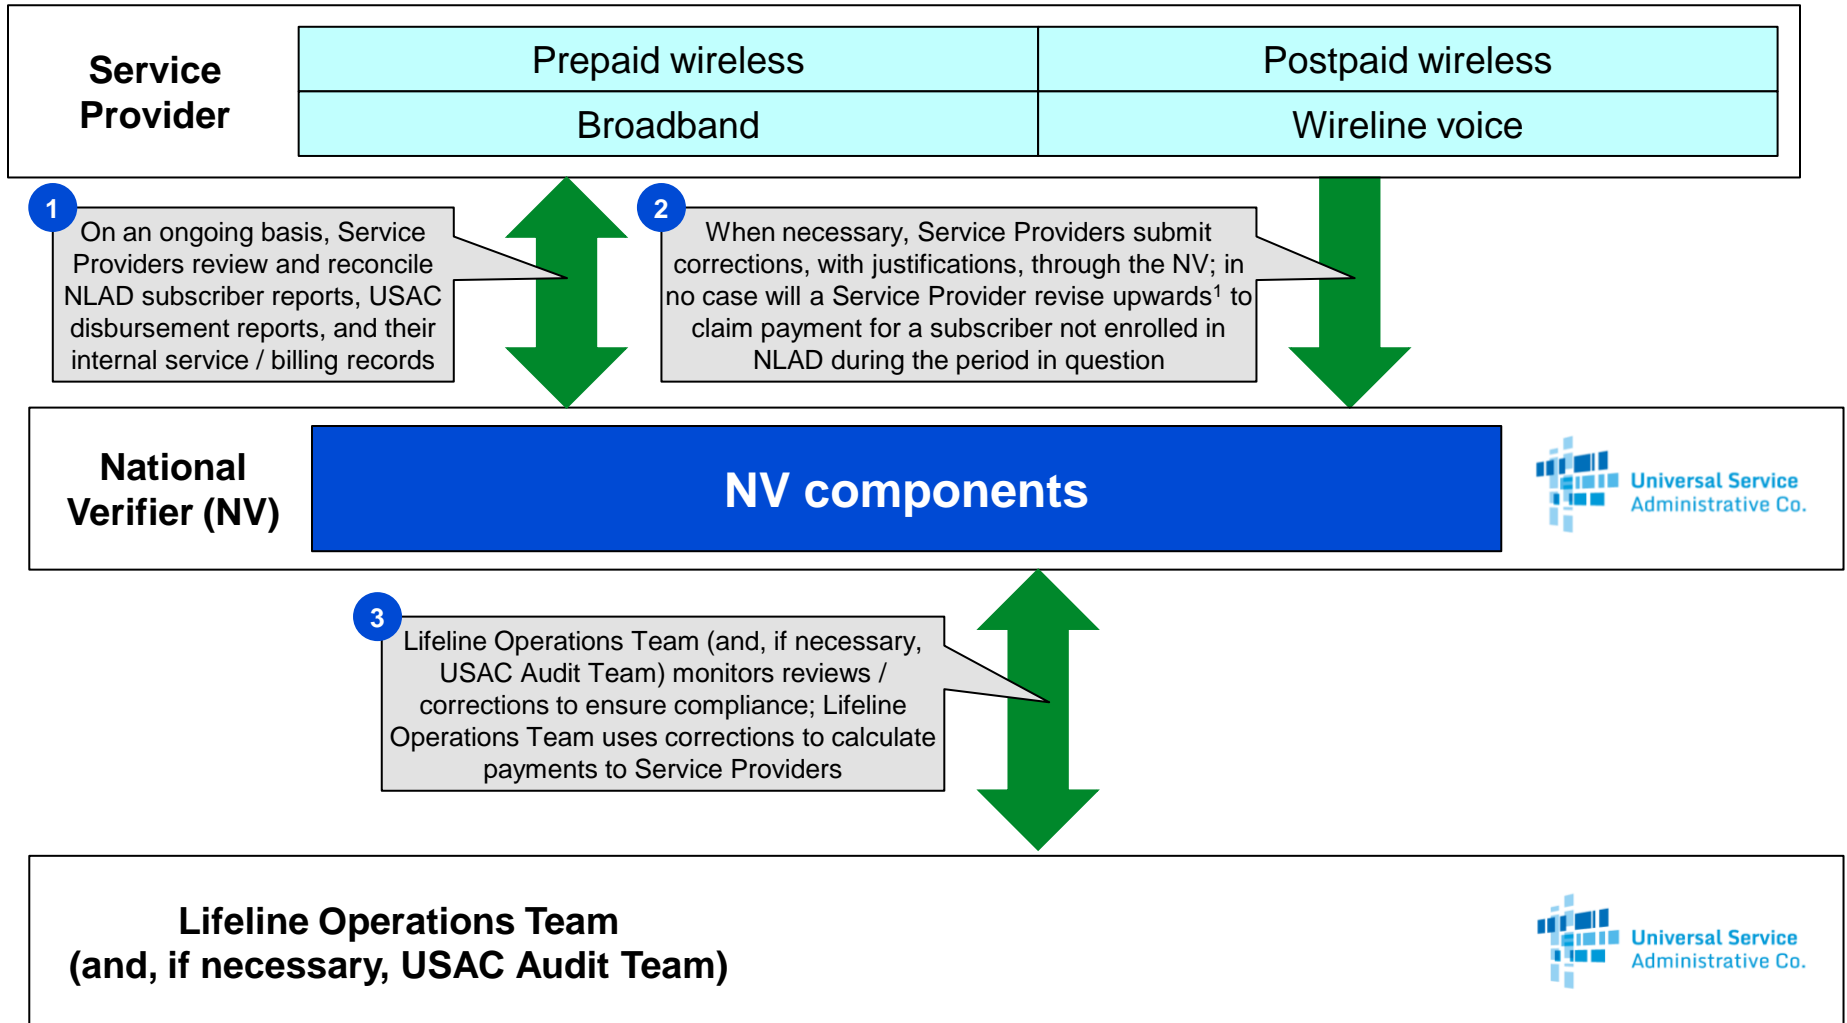 Service
Provider
Prepaid wireless
Postpaid wireless
Broadband
Wireline voice
1
On an ongoing basis, Service
Providers review and reconcile
NLAD subscriber reports, USAC
disbursement reports, and their
internal service / billing records
2
When necessary, Service Providers submit
corrections, with justifications, through the NV; in
no case will a Service Provider revise upwards¹ to
claim payment for a subscriber not enrolled in
NLAD during the period in question
National
Verifier (NV)
NV components
Universal Service
Administrative Co.
3
Lifeline Operations Team (and, if necessary,
USAC Audit Team) monitors reviews /
corrections to ensure compliance; Lifeline
Operations Team uses corrections to calculate
payments to Service Providers
Lifeline Operations Team
(and, if necessary, USAC Audit Team)
Universal Service
Administrative Co.